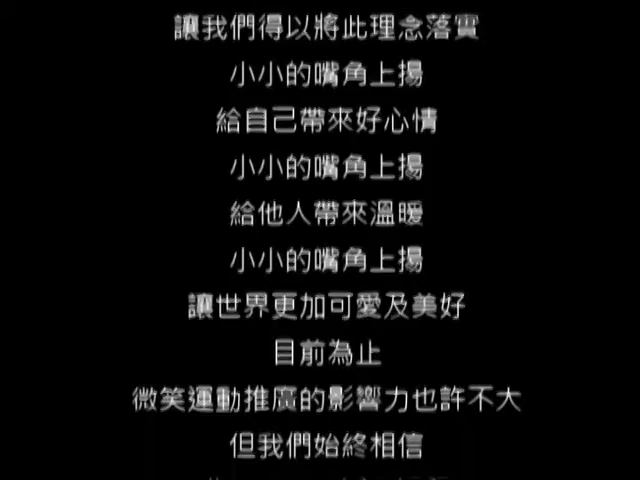 讓我們得以將此理念落實
小小的嘴角上揚
給自己帶來好心情
小小的嘴角上揚
給他人帶來溫暖
小小的嘴角上揚
讓世界更加可愛及美好
目前為止
微笑運動推廣的影響力也許不大
但我們始終相信